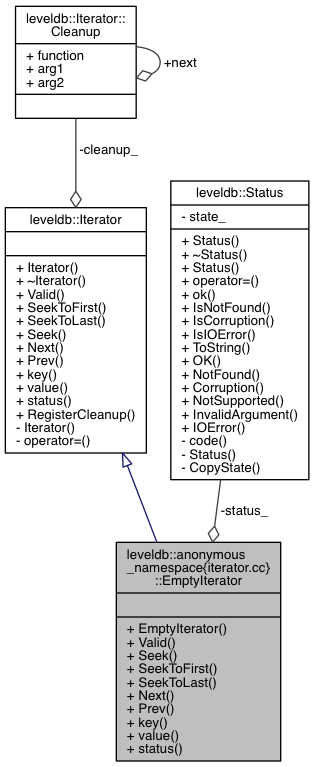 leveldb::Iterator::
Cleanup
+ function
+ arg1
+ arg2
+next
-cleanup_
leveldb::Iterator
+ Iterator()
+ ~Iterator()
+ Valid()
+ SeekToFirst()
+ SeekToLast()
+ Seek()
+ Next()
+ Prev()
+ key()
+ value()
+ status()
+ RegisterCleanup()
- Iterator()
- operator=()
leveldb::Status
- state_
+ Status()
+ ~Status()
+ Status()
+ operator=()
+ ok()
+ IsNotFound()
+ IsCorruption()
+ IsIOError()
+ ToString()
+ OK()
+ NotFound()
+ Corruption()
+ NotSupported()
+ InvalidArgument()
+ IOError()
- code()
- Status()
- CopyState()
-status_
leveldb::anonymous
_namespace{iterator.cc}
::EmptyIterator
+ EmptyIterator()
+ Valid()
+ Seek()
+ SeekToFirst()
+ SeekToLast()
+ Next()
+ Prev()
+ key()
+ value()
+ status()